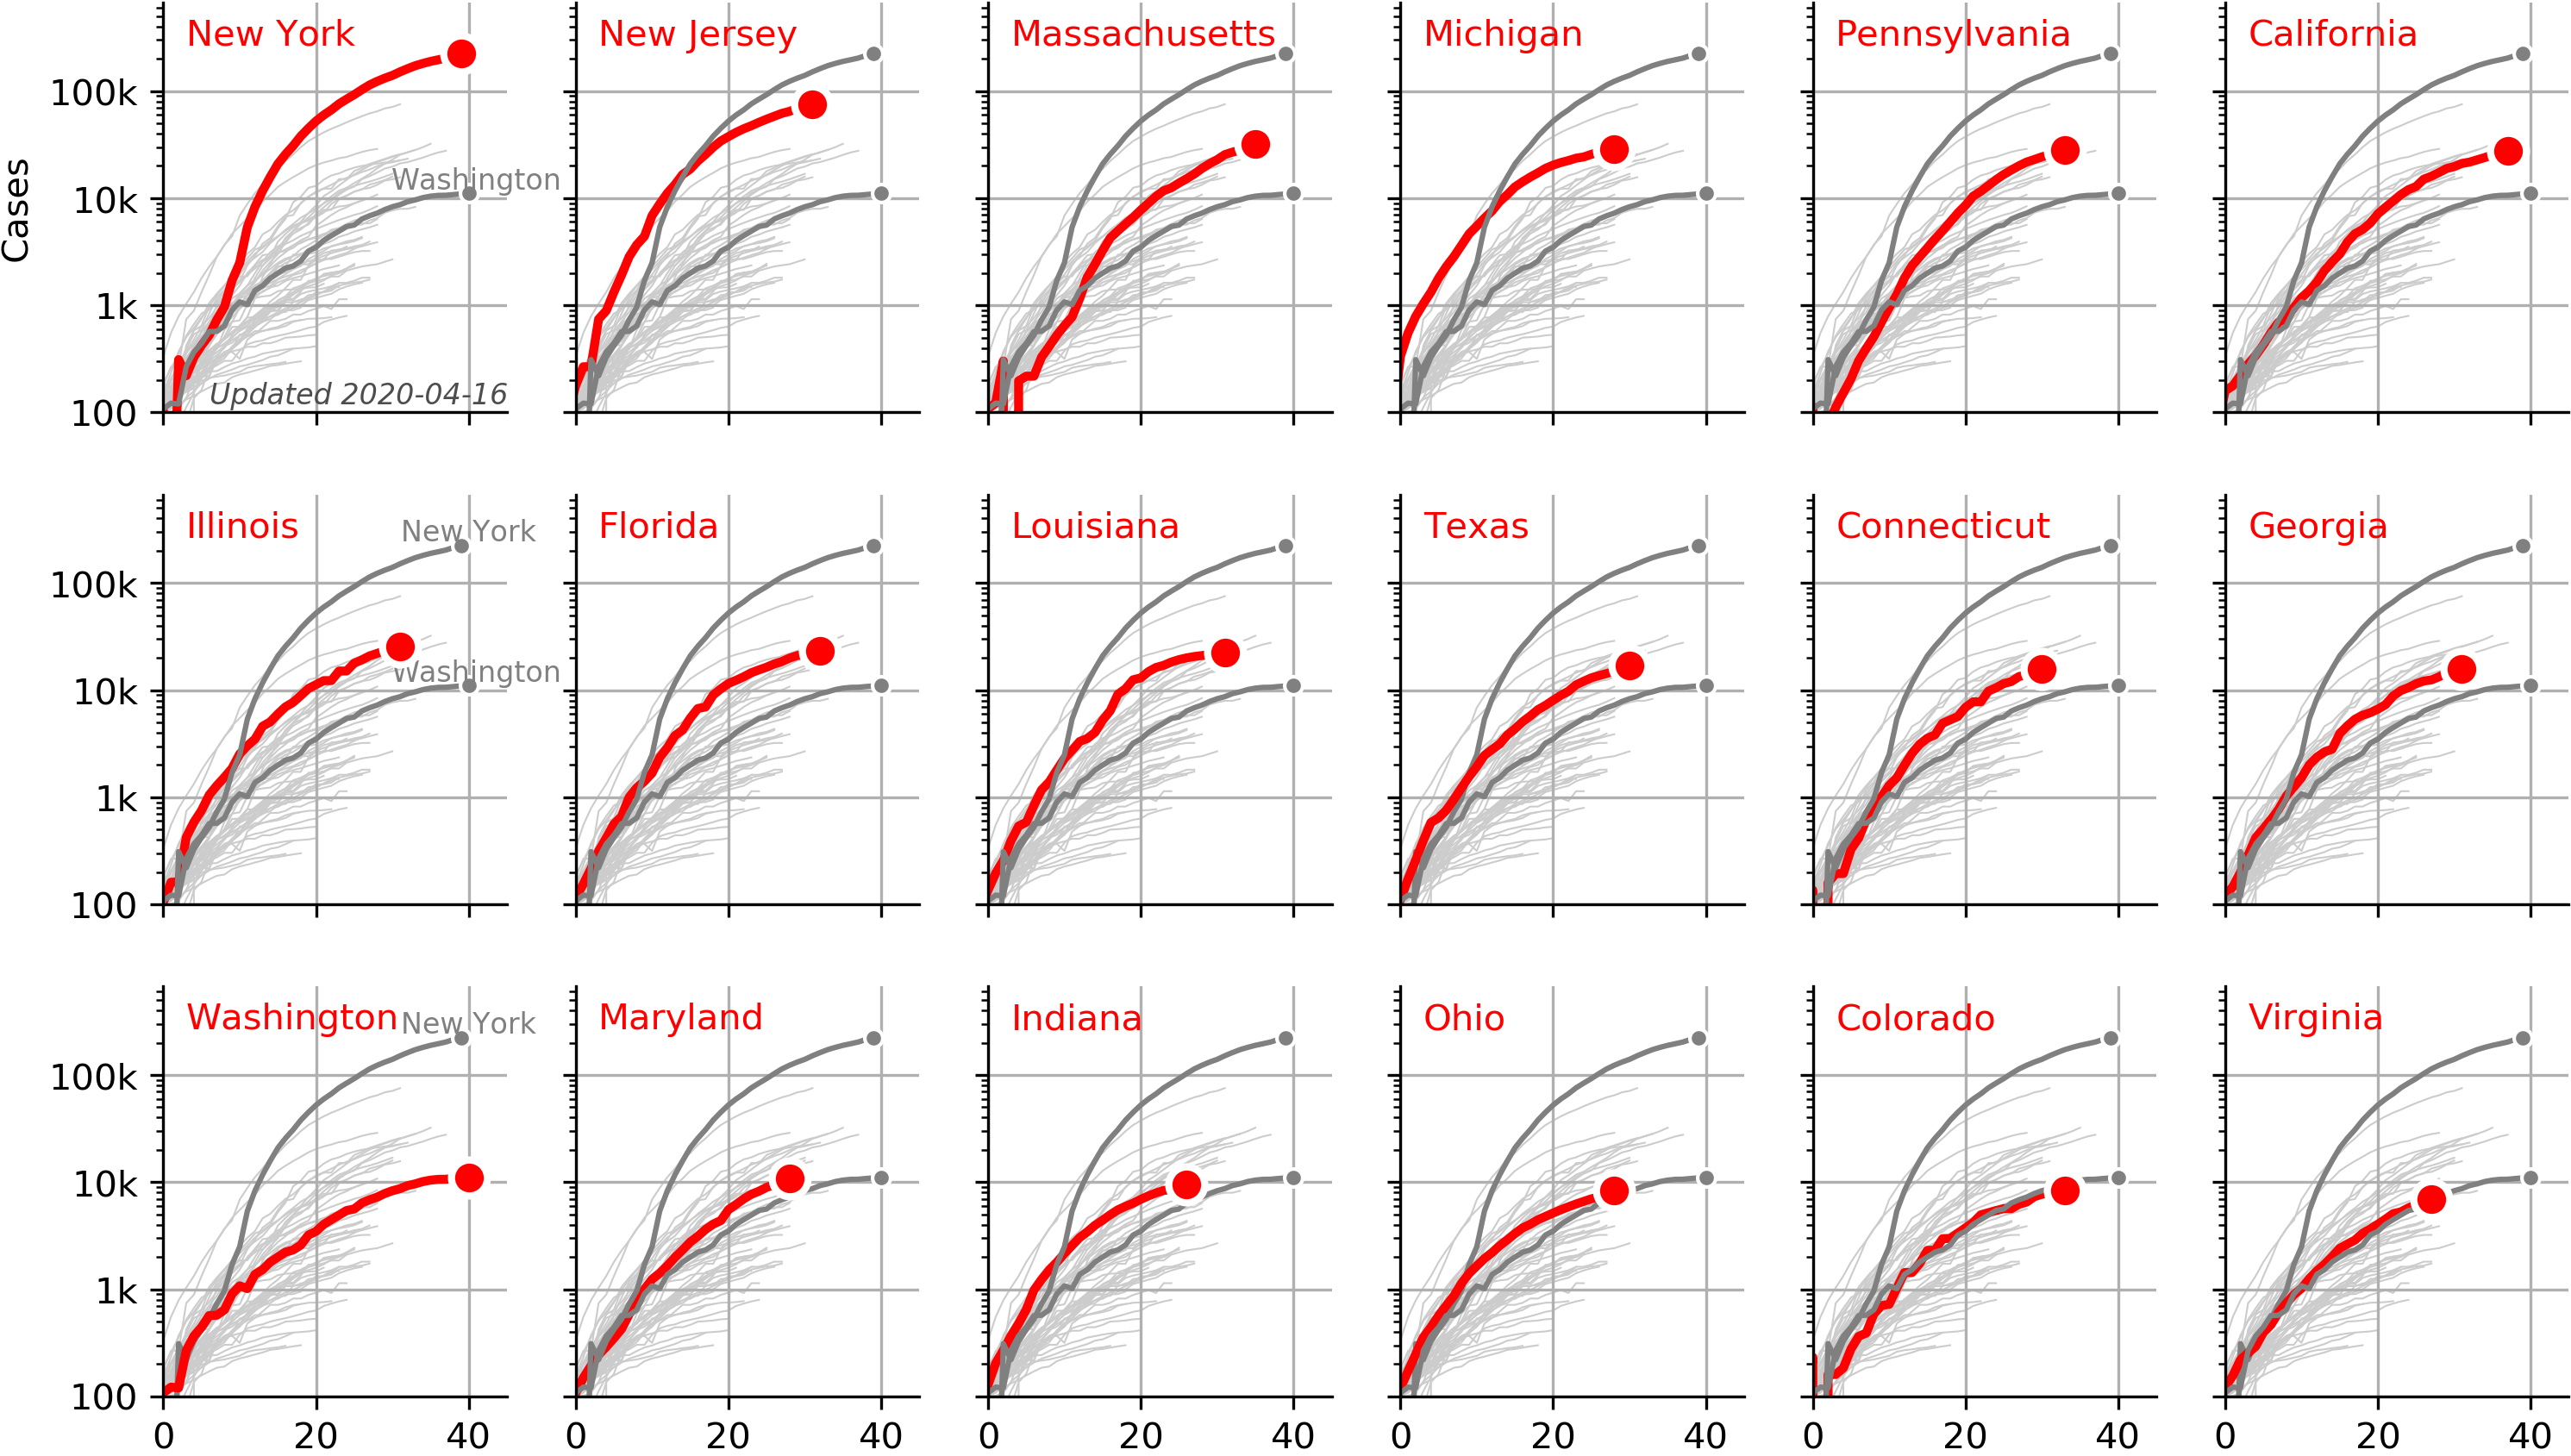 New York
New Jersey
Massachusetts
Michigan
Pennsylvania
California
100k
10k
1k
100
Cases
Washington
Updated 2020-04-16
Illinois
New York
Florida
Louisiana
Texas
Connecticut
Georgia
100k
10k
1k
100
Washington
Washington
New York
Maryland
Indiana
Ohio
Colorado
Virginia
100k
10k
1k
100
0 20 40 0 20 40 0 20 40 0 20 40 0 20 40 0 20 40